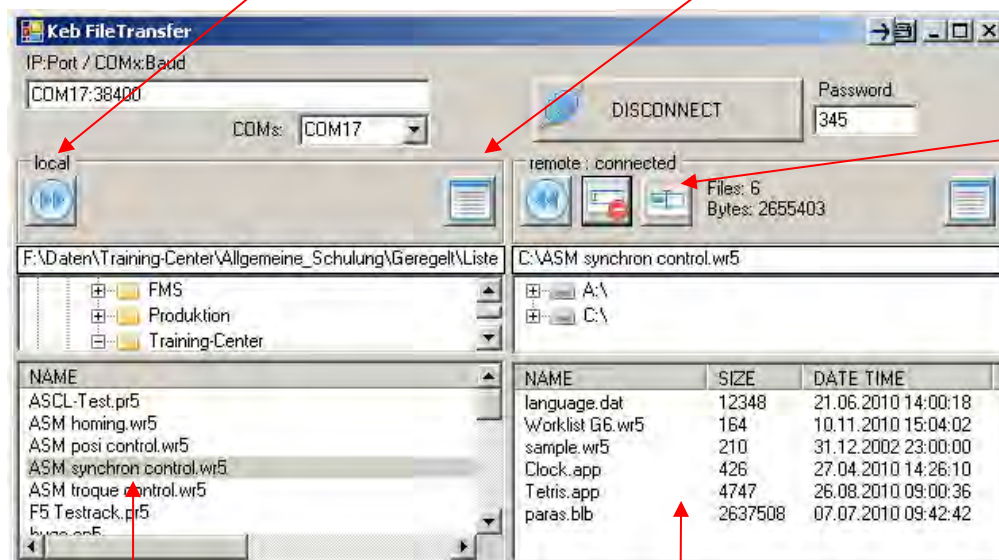 Keb FileTransfer
IP:Port / COMx:Baud
COM17:38400
COMs: COM17
DISCONNECT
Password
345
local
remote : connected
Files: 6
Bytes: 2655403
F:\Daten\Training-Center\Allgemeine_Schulung\Geregelt\Liste
C:\ASM synchron control.wr5
FMS
Produktion
Training-Center
A:\
C:\
NAME
ASCL-Test.pr5
ASM homing.wr5
ASM posi control.wr5
ASM synchron control.wr5
ASM troque control.wr5
F5 Testrack.pr5
NAME SIZE DATE TIME
language.dat 12348 21.06.2010 14:00:18
Worklist G6.wr5 164 10.11.2010 15:04:02
sample.wr5 210 31.12.2002 23:00:00
Clock.app 426 27.04.2010 14:26:10
Tetris.app 4747 26.08.2010 09:00:36
paras.blb 2637508 07.07.2010 09:42:42